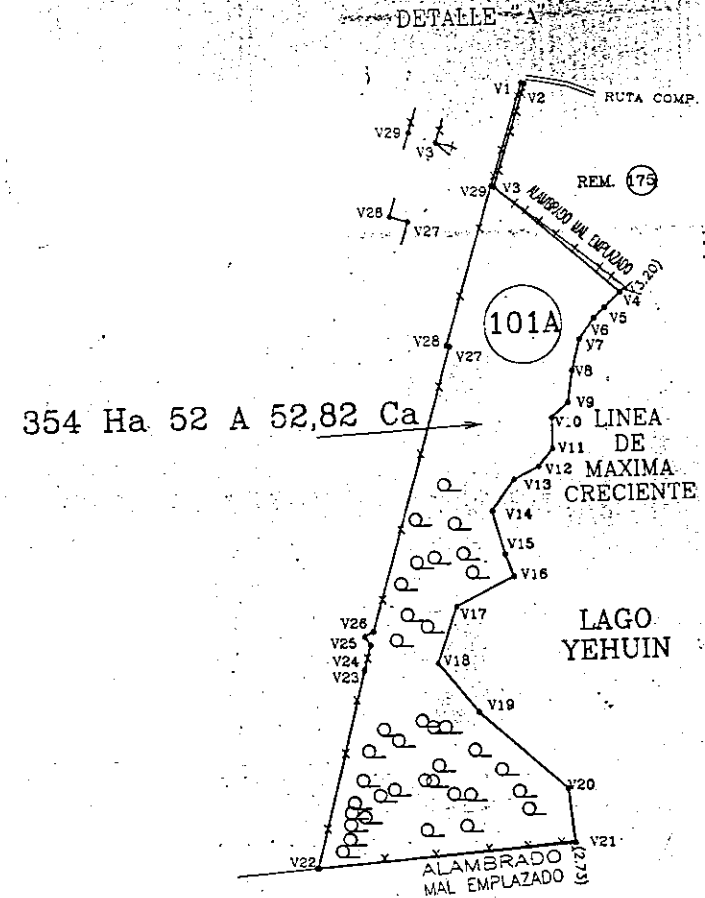 DETALLE "A"
V1
V2
RUTA COMP.
V29
V3
V29
V3
REM. 175
ALAMBRADO MAL EMPLAZADO
V28
V27
(3.20)
V4
V5
V6
V7
101A
V28
V27
V8
V9
354 Ha 52 A 52,82 Ca
V10
LINEA
DE
MAXIMA
CRECIENTE
V11
V12
V13
V14
V15
V16
V17
LAGO
YEHUIN
V26
V25
V24
V23
V18
V19
V20
V21
V22
ALAMBRADO
MAL EMPLAZADO